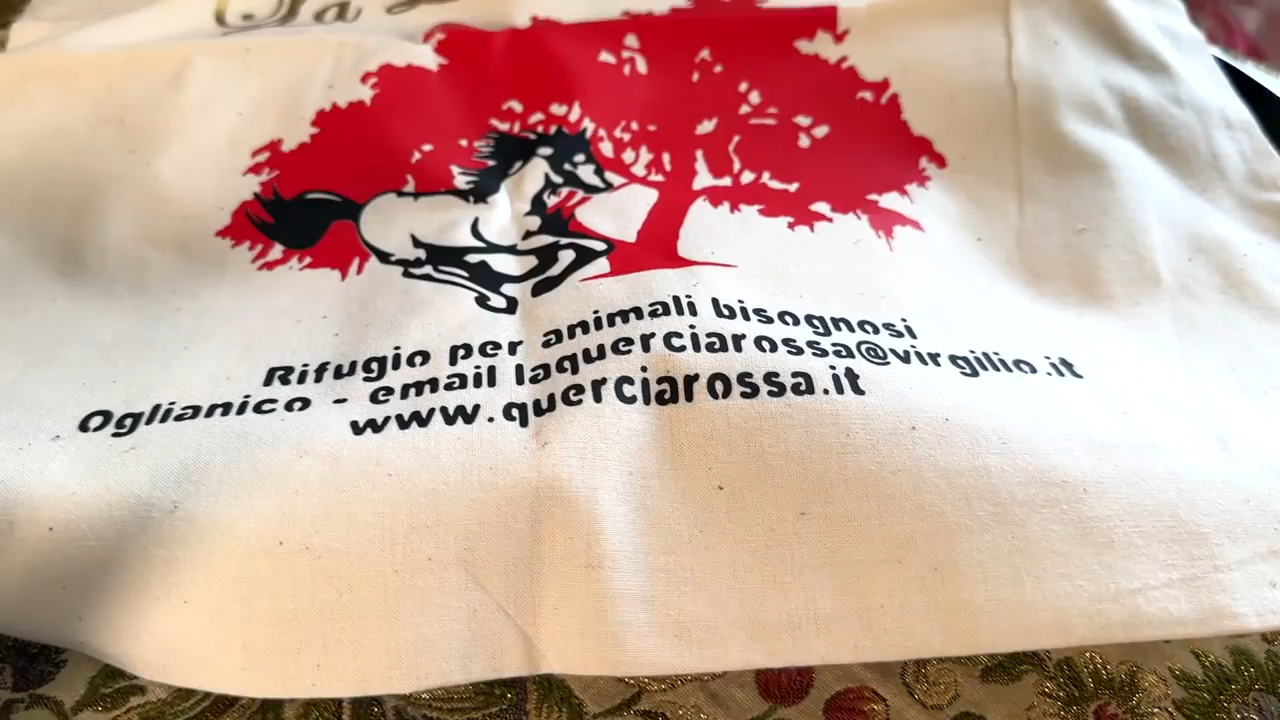 Rifugio per animali bisognosi
Oglianico - email laquerciarossa@virgilio.it
www.querciarossa.it